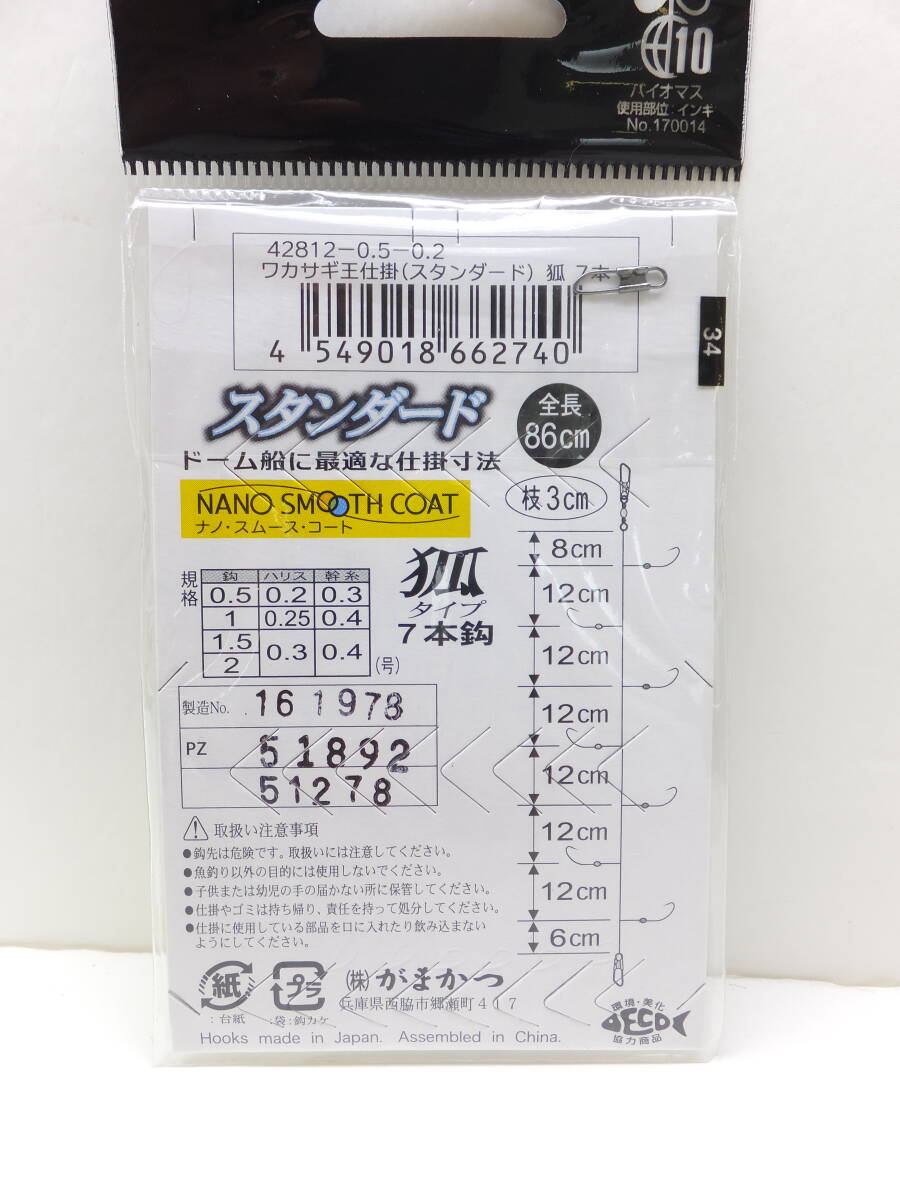 10
バイオマス
使用部位:インキ
No.170014
42812-0.5-0.2
ワカサギ王仕掛(スタンダード) 狐 7本
4 549018 662740
34
スタンダード
ドーム船に最適な仕掛寸法
全長
86cm
NANO SMOOTH COAT
ナノ・スムース・コート
枝3cm
狐
タイプ
7本鈎
規格
鈎 ハリス 幹糸
0.5 0.2 0.3
1 0.25 0.4
1.5
2 0.3 0.4
(号)
8cm
12cm
12cm
12cm
12cm
12cm
12cm
6cm
製造No. 161978
PZ 51892
51278
取扱い注意事項
●鈎先は危険です。取扱いには注意してください。
●魚釣り以外の目的には使用しないでください。
●子供または幼児の手の届かない所に保管してください。
●仕掛やゴミは持ち帰り、責任を持って処分してください。
●仕掛に使用している部品を口に入れたり飲み込まない
ようにしてください。
紙
:台紙
プラ
:袋:鈎カケ
(株)がまかつ
兵庫県西脇市郷瀬町417
Hooks made in Japan. Assembled in China.
環境・美化
ECO
協力商品